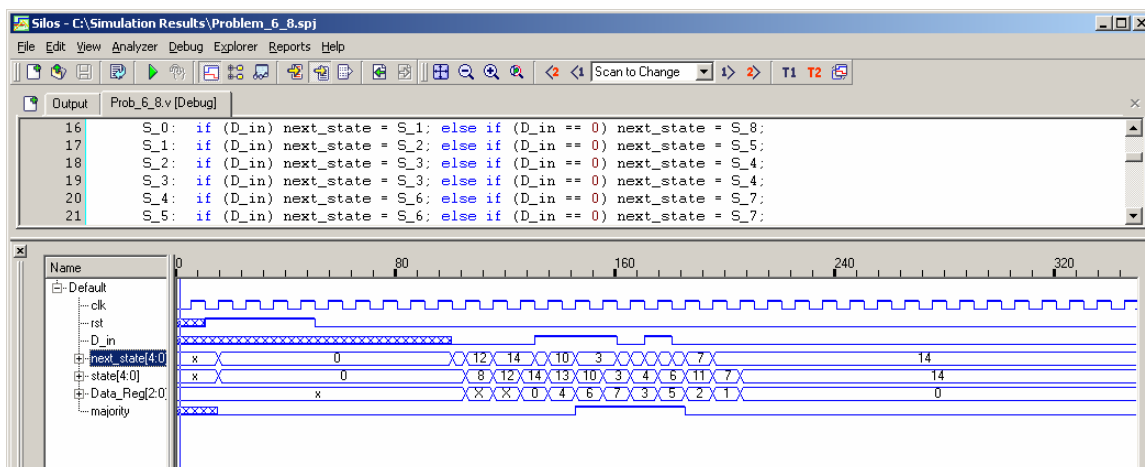 Silos - C:\Simulation Results\Problem_6_8.spj
File Edit View Analyzer Debug Explorer Reports Help
2 1 Scan to Change 1 2 T1 T2
Output Prob_6_8.v [Debug]
16 S_0: if (D_in) next_state = S_1; else if (D_in == 0) next_state = S_8;
17 S_1: if (D_in) next_state = S_2; else if (D_in == 0) next_state = S_5;
18 S_2: if (D_in) next_state = S_3; else if (D_in == 0) next_state = S_4;
19 S_3: if (D_in) next_state = S_3; else if (D_in == 0) next_state = S_4;
20 S_4: if (D_in) next_state = S_6; else if (D_in == 0) next_state = S_7;
21 S_5: if (D_in) next_state = S_6; else if (D_in == 0) next_state = S_7;
Name 0 80 160 240 320
Default
clk
rst
D_in
next_state[4:0] x 0 12 14 10 3 7 14
state[4:0] x 0 8 12 14 13 10 3 4 6 11 7 14
Data_Reg[2:0 x X X 0 4 6 7 3 5 2 1 0
majority